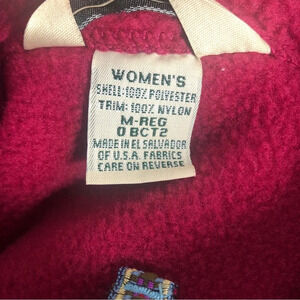 WOMEN'S
SHELL:100% POLYESTER
TRIM: 100% NYLON
M-REG
0 BCT2
MADE IN EL SALVADOR
OF U.S.A. FABRICS
CARE ON REVERSE